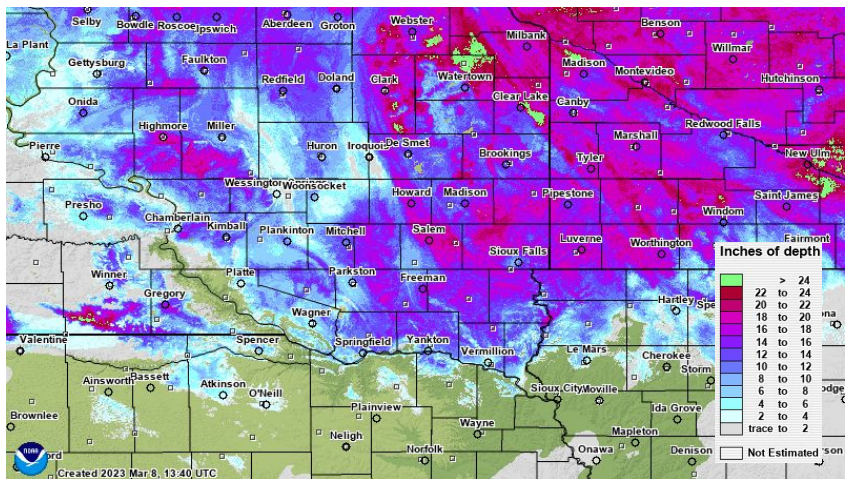 Selby Bowdle Roscoe Ipswich Aberdeen Groton Webster Benson
La Plant Milbank
Gettysburg Faulkton Madison Montevideo Willmar
Redfield Doland Clark Watertown Hutchinson
Onida Clear Lake Canby
Highmore Miller Redwood Falls
Pierre Huron Iroquois De Smet Brookings Marshall
Tyler New Ulm
Wessington Springs Woonsocket Howard Madison Pipestone Saint James
Presho Chamberlain Windom
Kimball Plankinton Mitchell Salem Fairmont
Sioux Falls Luverne Worthington
Winner Platte Parkston Freeman
Gregory Hartley
Wagner
Valentine Spencer Springfield Yankton Vermillion Le Mars Cherokee
Storm
Ainsworth Bassett Atkinson O'Neill Sioux City Moville
Brownlee Plainview Ida Grove
Neligh Wayne Mapleton
Norfolk Onawa Denison
Inches of depth
> 24
22 to 24
20 to 22
18 to 20
16 to 18
14 to 16
12 to 14
10 to 12
8 to 10
6 to 8
4 to 6
2 to 4
trace to 2
Not Estimated
NOAA
Created 2023 Mar 8, 13:40 UTC